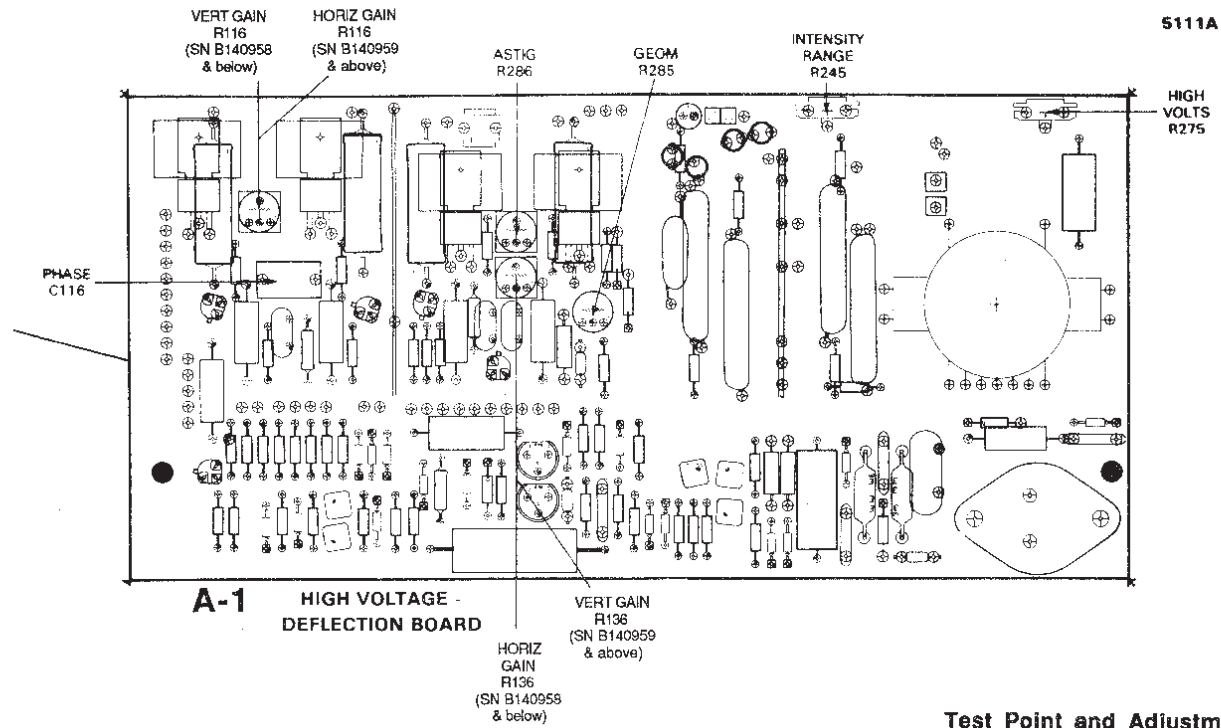 VERT GAIN
R116
(SN B140958
& below)
HORIZ GAIN
R116
(SN B140959
& above)
ASTIG
R286
GEOM
R285
INTENSITY
RANGE
R245
5111A
HIGH
VOLTS
R275
PHASE
C116
A-1
HIGH VOLTAGE -
DEFLECTION BOARD
VERT GAIN
R136
(SN B140959
& above)
HORIZ
GAIN
R136
(SN B140958
& below)
Test Point and Adjustm